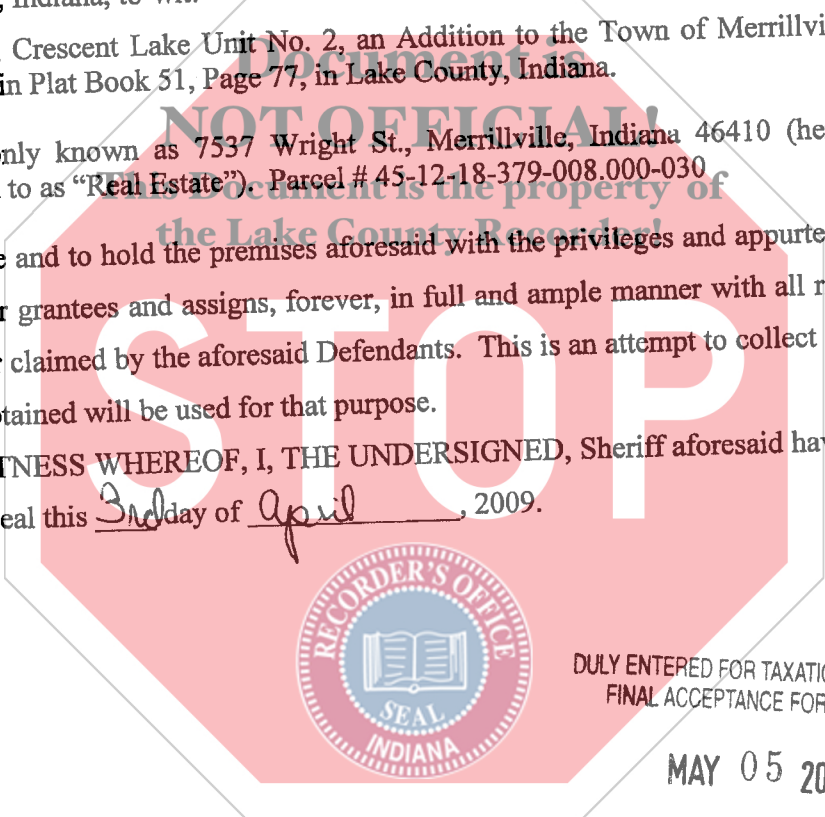 , Indiana, to wit:
Crescent Lake Unit No. 2, an Addition to the Town of Merrillvi
in Plat Book 51, Page 77, in Lake County, Indiana.
Document is
NOT OFFICIAL!
nly known as 7537 Wright St., Merrillville, Indiana 46410 (he
to as “Real Estate”). Parcel # 45-12-18-379-008.000-030
This Document is the property of
the Lake County Recorder!
e and to hold the premises aforesaid with the privileges and appurte
r grantees and assigns, forever, in full and ample manner with all r
claimed by the aforesaid Defendants. This is an attempt to collect
tained will be used for that purpose.
STOP
TNESS WHEREOF, I, THE UNDERSIGNED, Sheriff aforesaid hav
eal this 3rd day of April, 2009.
RECORDER'S OFFICE
SEAL
INDIANA
DULY ENTERED FOR TAXATIO
FINAL ACCEPTANCE FOR
MAY 05 20